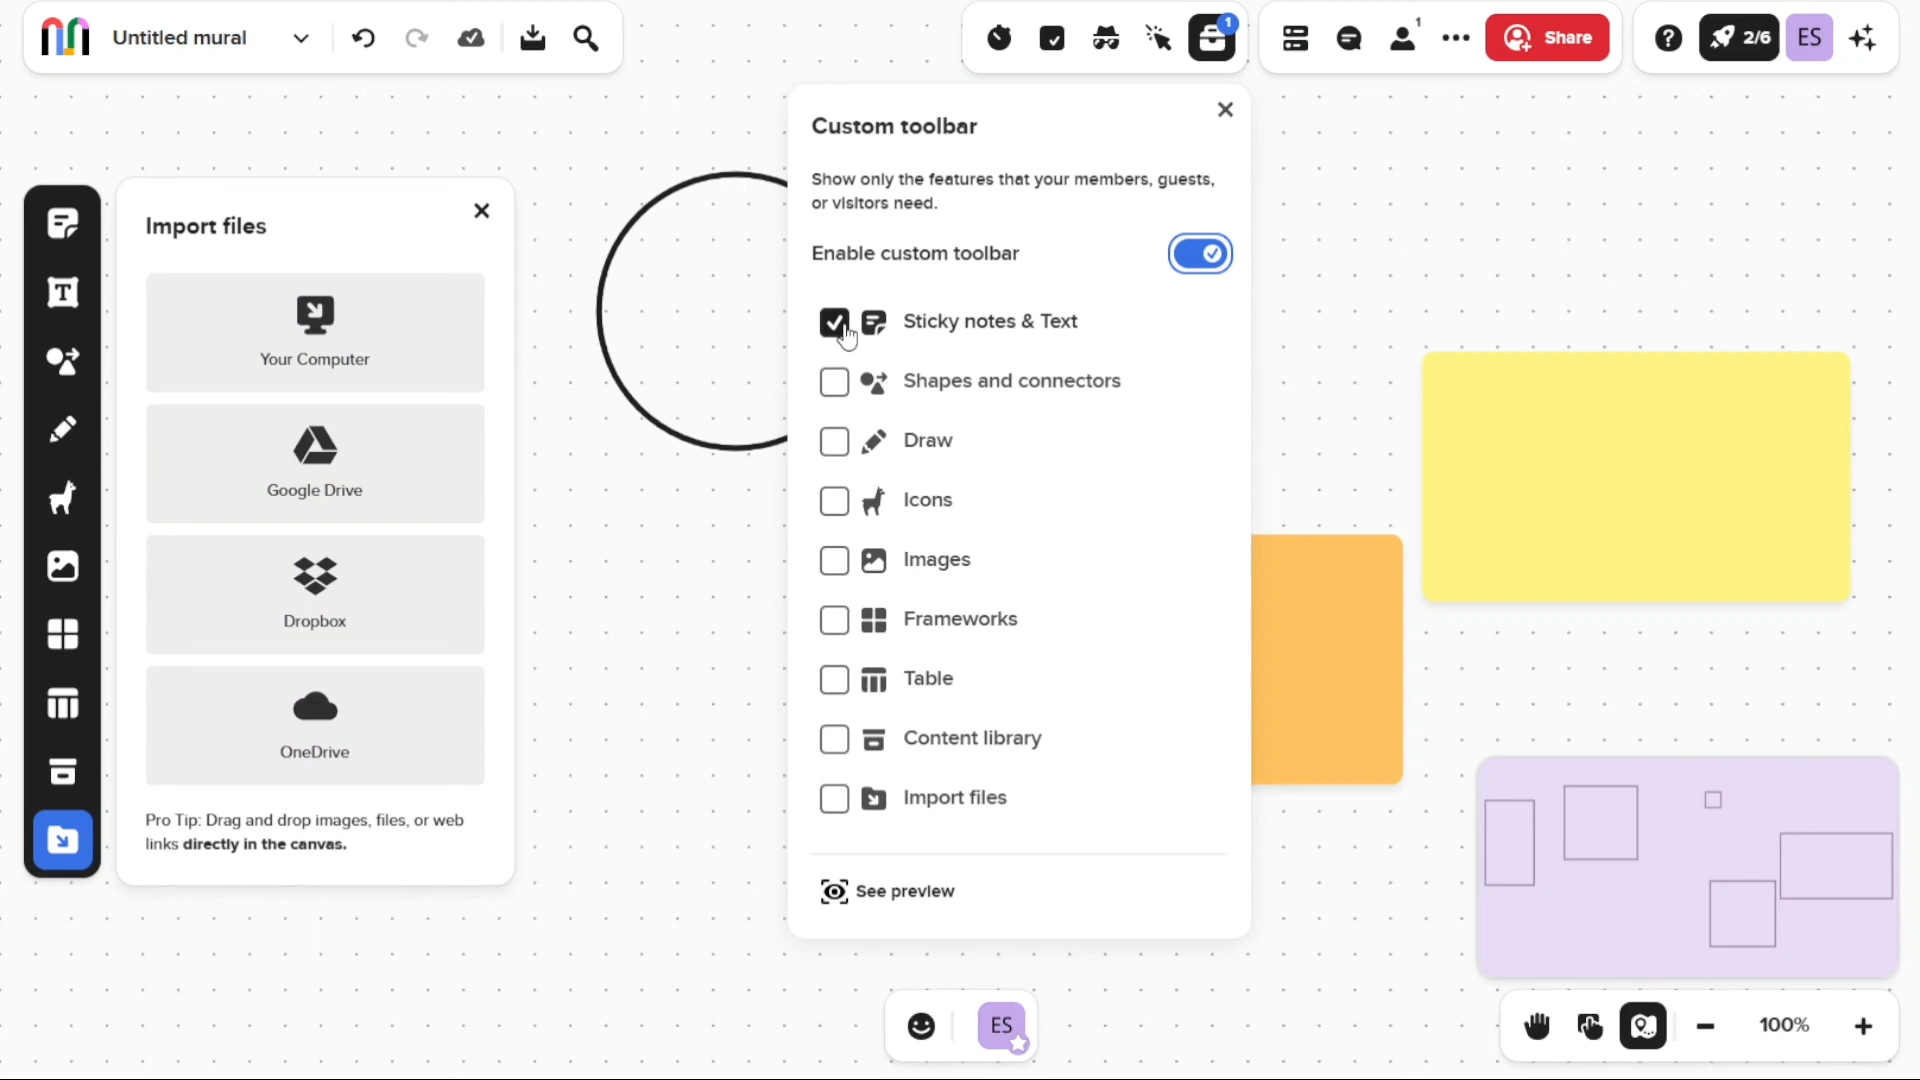 Untitled mural
1
1
Share
2/6
ES
Import files
Your Computer
Google Drive
Dropbox
OneDrive
Pro Tip: Drag and drop images, files, or web
links directly in the canvas.
Custom toolbar
Show only the features that your members, guests,
or visitors need.
Enable custom toolbar
Sticky notes & Text
Shapes and connectors
Draw
Icons
Images
Frameworks
Table
Content library
Import files
See preview
ES
100%